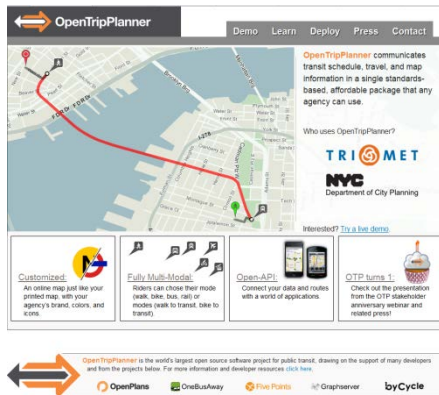 OpenTripPlanner
Demo Learn Deploy Press Contact
OpenTripPlanner communicates
transit schedule, travel, and map
information in a single standards-
based, affordable package that any
agency can use.
Who uses OpenTripPlanner?
TRI MET
NYC
Department of City Planning
Interested? Try a live demo.
Customized:
An online map just like your
printed map, with your
agency's brand, colors, and
icons.
Fully Multi-Modal:
Riders can chose their mode
(walk, bike, bus, rail) or
modes (walk to transit, bike to
transit)
Open-API:
Connect your data and routes
with a world of applications.
OTP turns 1:
Check out the presentation
from the OTP stakeholder
anniversary webinar and
related press!
OpenTripPlanner is the world's largest open source software project for public transit, drawing on the support of many developers
and from the projects below. For more information and developer resources click here.
OpenPlans OneBusAway Five Points Graphserver byCycle